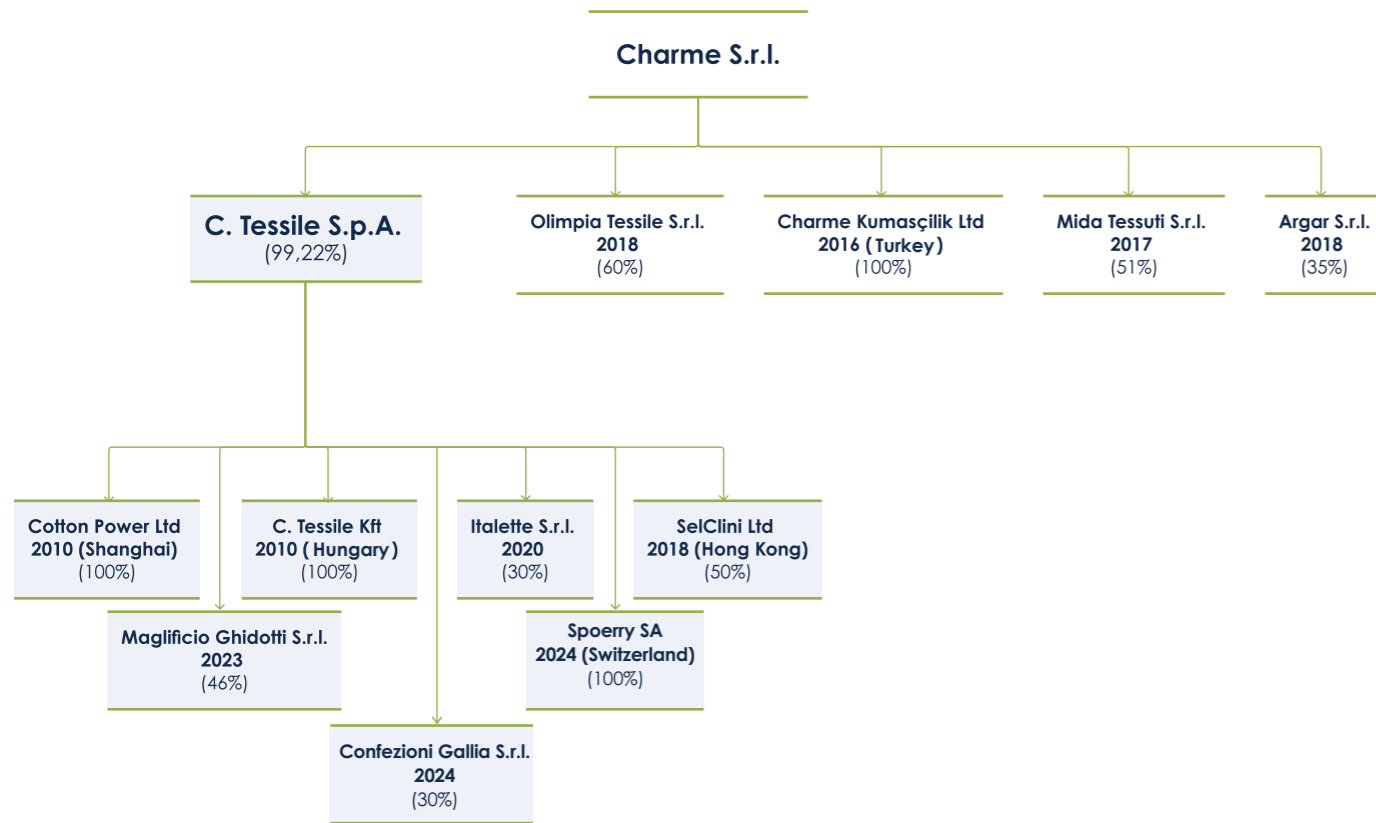 Charme S.r.l.
C. Tessile S.p.A.
(99,22%)
Olimpia Tessile S.r.l.
2018
(60%)
Charme Kumasçilik Ltd
2016 (Turkey)
(100%)
Mida Tessuti S.r.l.
2017
(51%)
Argar S.r.l.
2018
(35%)
Cotton Power Ltd
2010 (Shanghai)
(100%)
C. Tessile Kft
2010 (Hungary)
(100%)
Italette S.r.l.
2020
(30%)
SelClini Ltd
2018 (Hong Kong)
(50%)
Maglificio Ghidotti S.r.l.
2023
(46%)
Spoerry SA
2024 (Switzerland)
(100%)
Confezioni Gallia S.r.l.
2024
(30%)